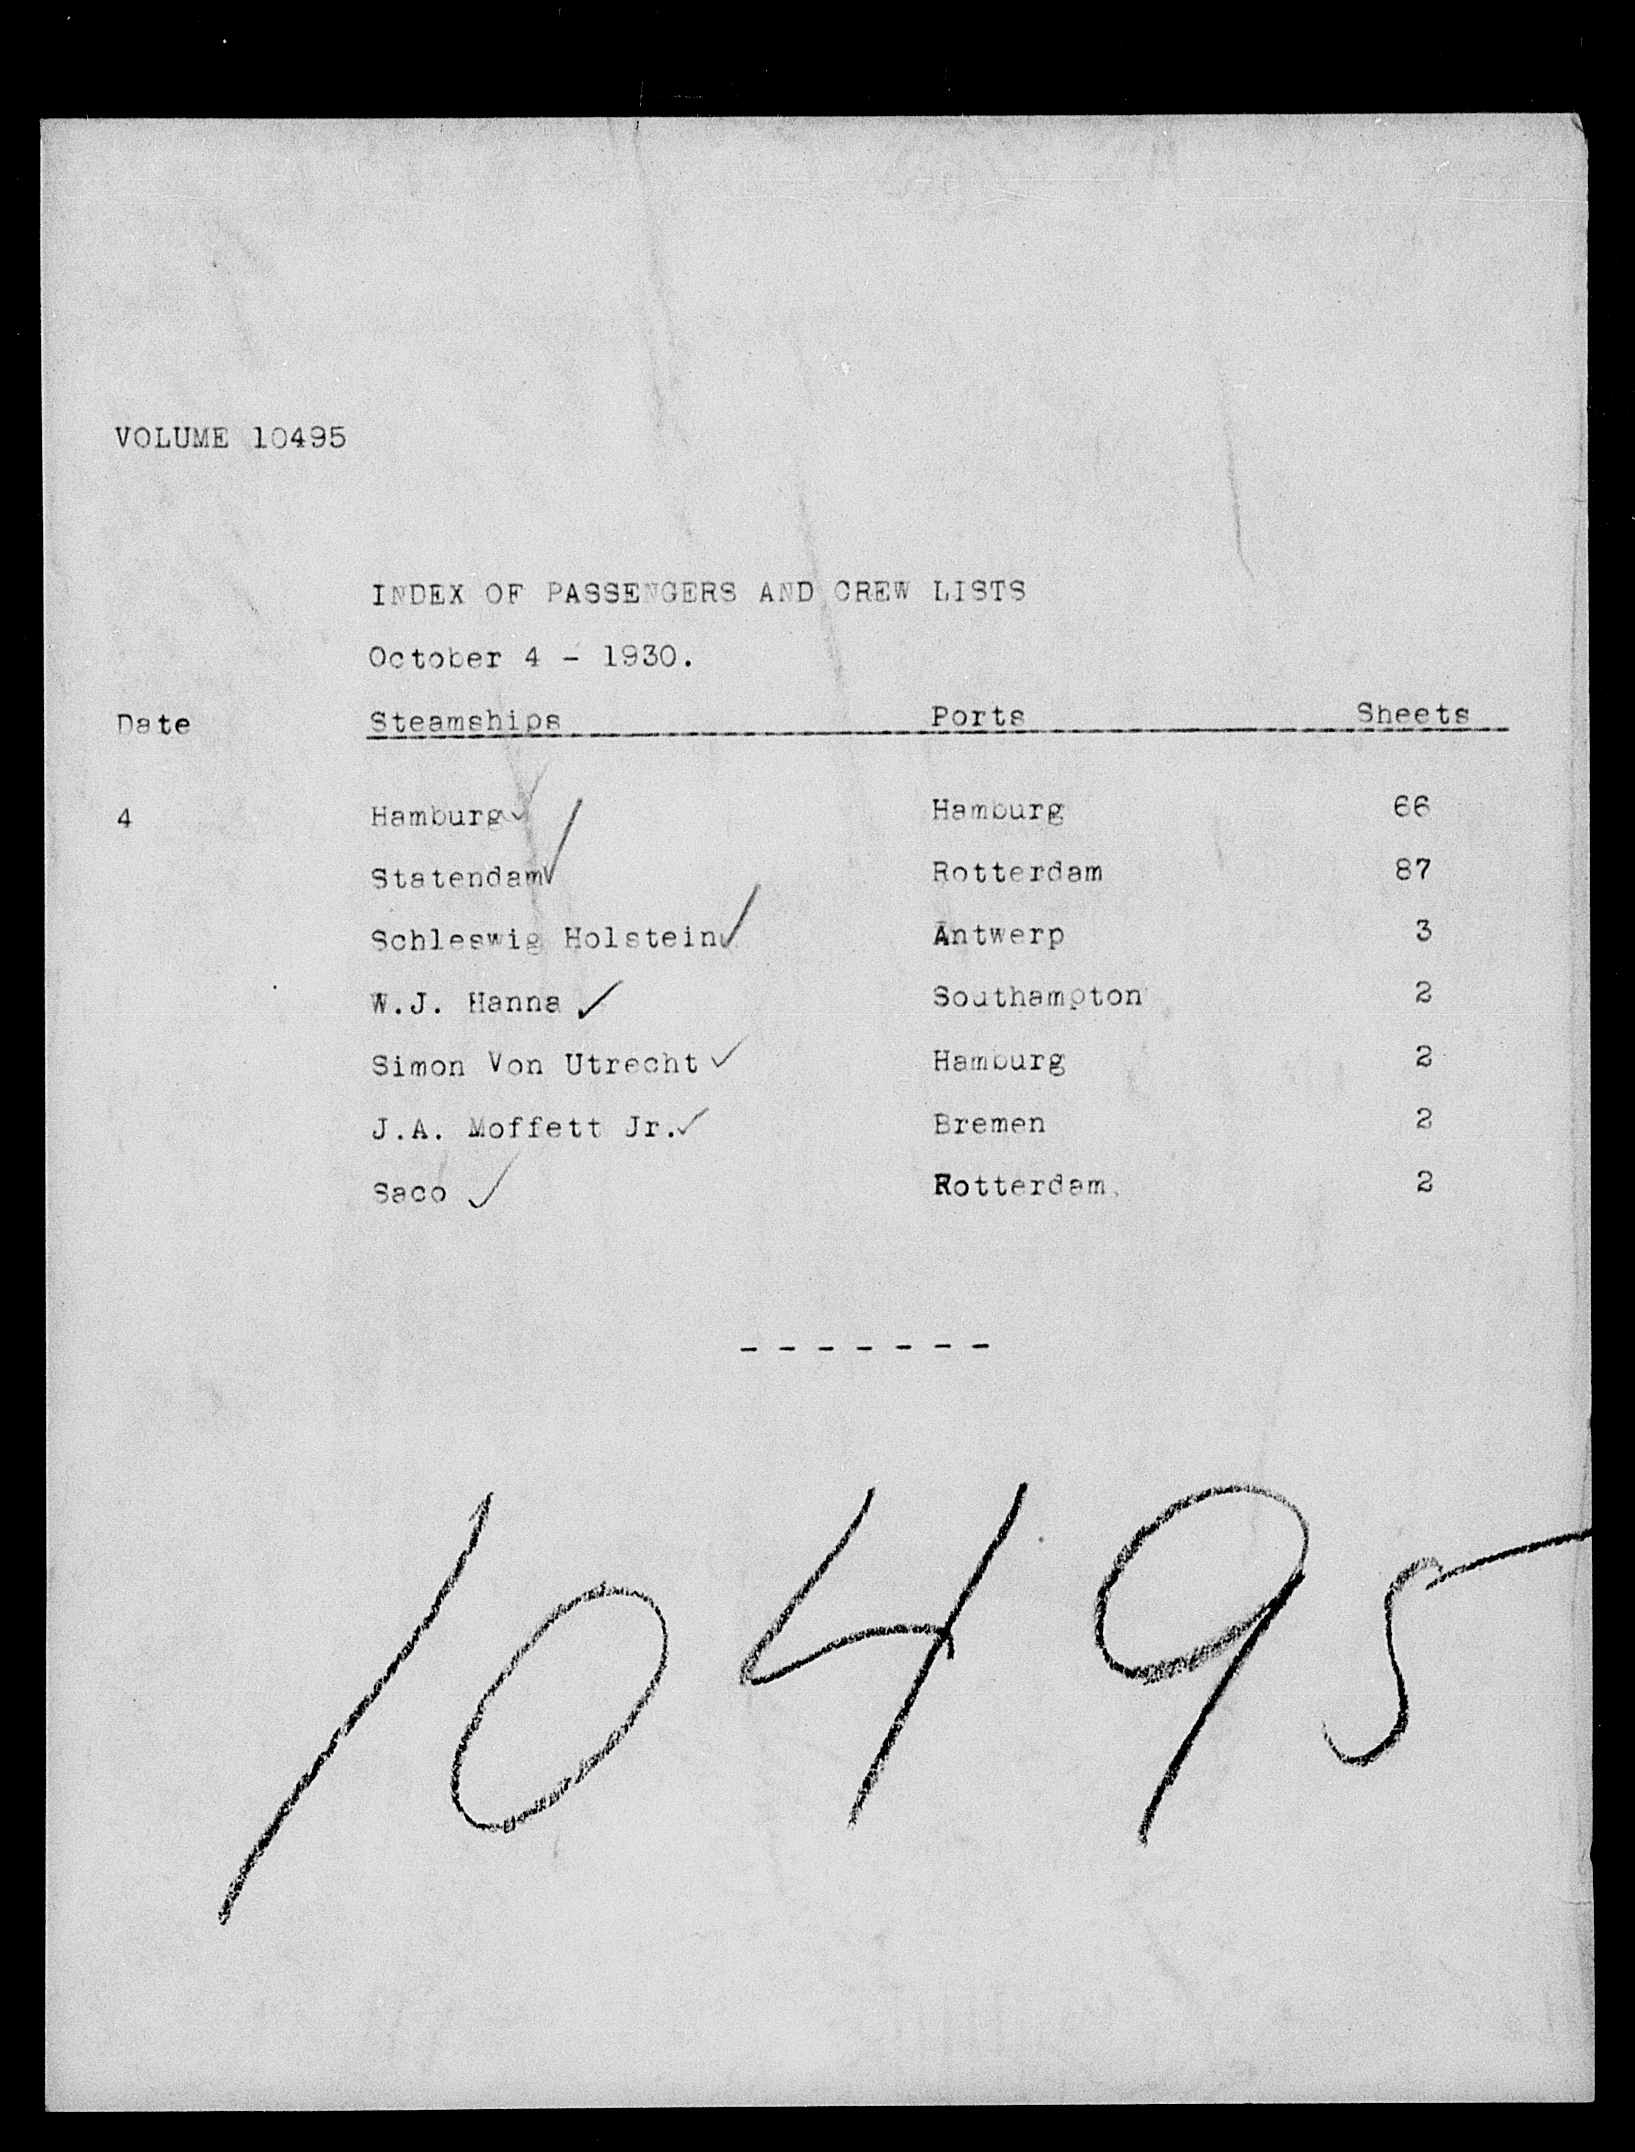 VOLUME 10495
INDEX OF PASSENGERS AND CREW LISTS
October 4 - 1930.
Date Steamships Ports Sheets
4 Hamburg✓ Hamburg 66
Statendam✓ Rotterdam 87
Schleswig Holstein✓ Antwerp 3
W.J. Hanna ✓ Southampton 2
Simon Von Utrecht ✓ Hamburg 2
J.A. Moffett Jr.✓ Bremen 2
Saco ✓ Rotterdam. 2
- - - - - - -
10495